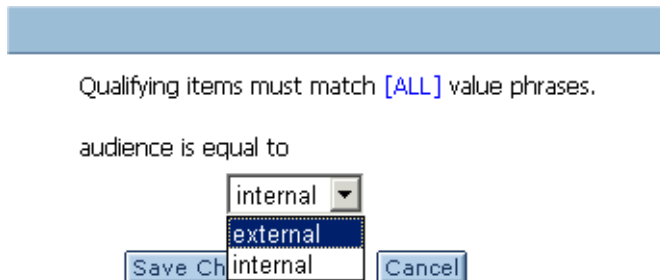 Qualifying items must match [ALL] value phrases.
audience is equal to
internal
external
internal
Save Ch
Cancel